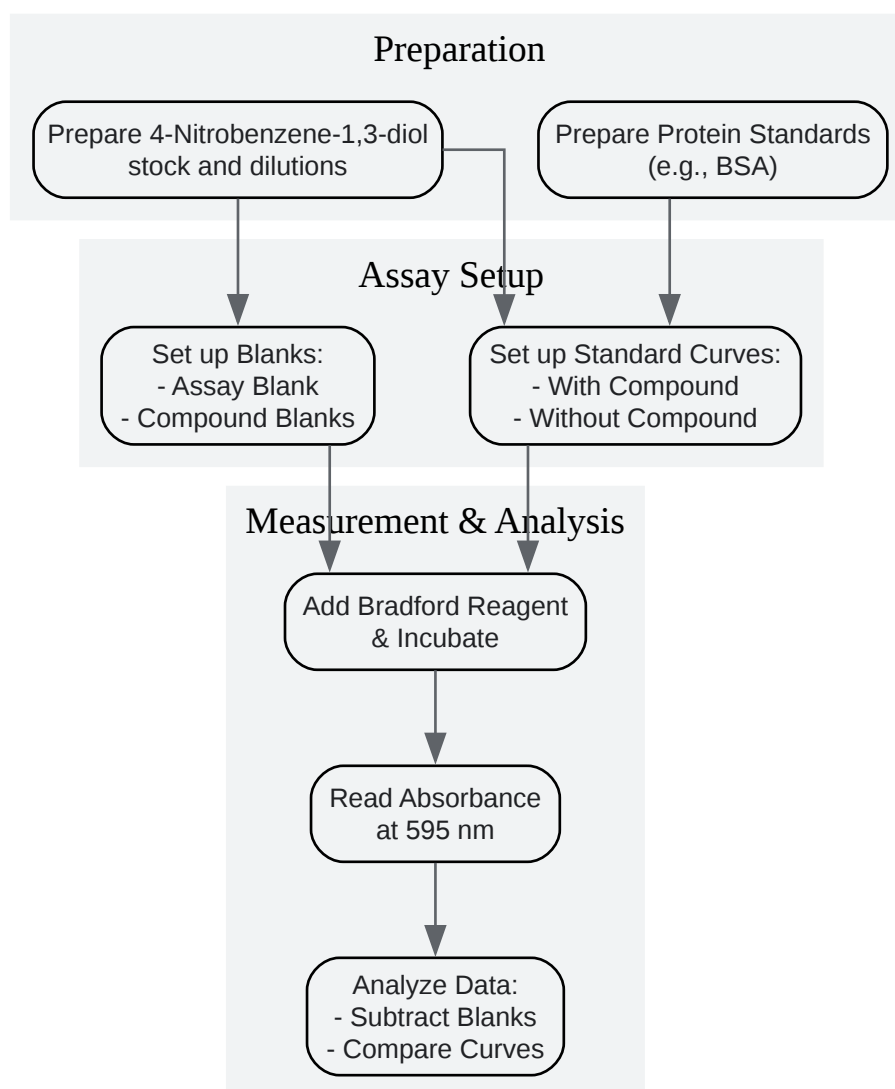 Preparation
Prepare 4-Nitrobenzene-1,3-diol
stock and dilutions
Prepare Protein Standards
(e.g., BSA)
Assay Setup
Set up Blanks:
- Assay Blank
- Compound Blanks
Set up Standard Curves:
- With Compound
- Without Compound
Measurement & Analysis
Add Bradford Reagent
& Incubate
Read Absorbance
at 595 nm
Analyze Data:
- Subtract Blanks
- Compare Curves